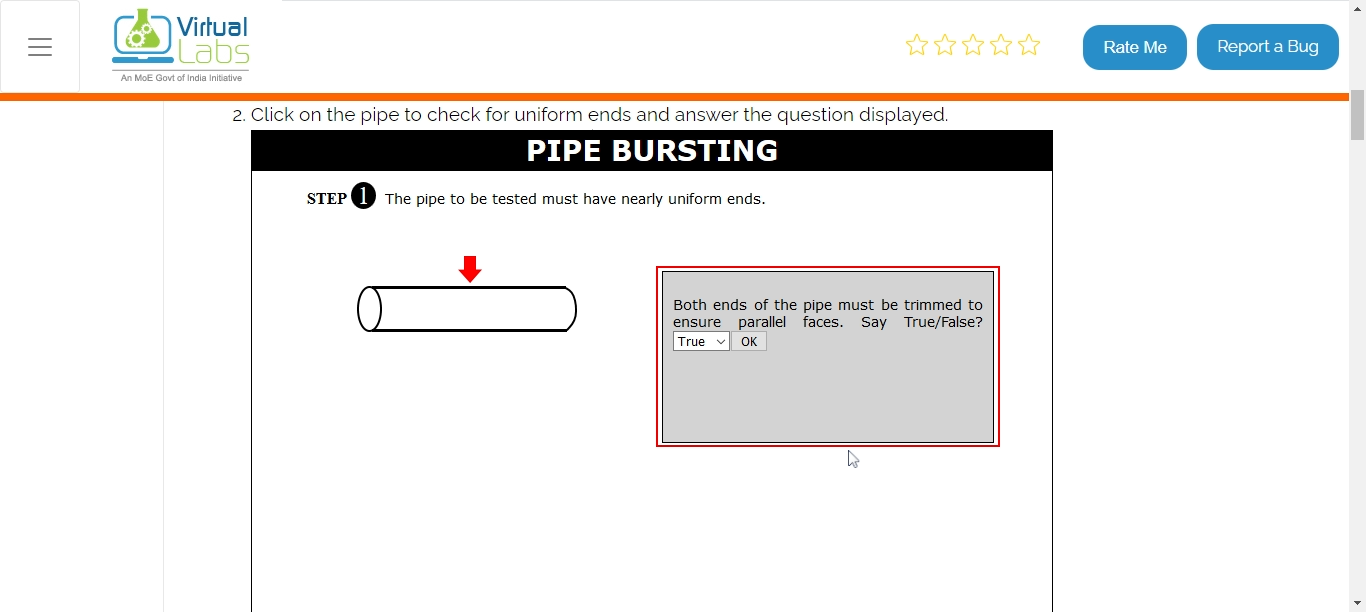 Virtual
Labs
An MoE Govt of India Initiative
Rate Me
Report a Bug
2. Click on the pipe to check for uniform ends and answer the question displayed.
PIPE BURSTING
STEP 1 The pipe to be tested must have nearly uniform ends.
Both ends of the pipe must be trimmed to
ensure parallel faces. Say True/False?
True OK